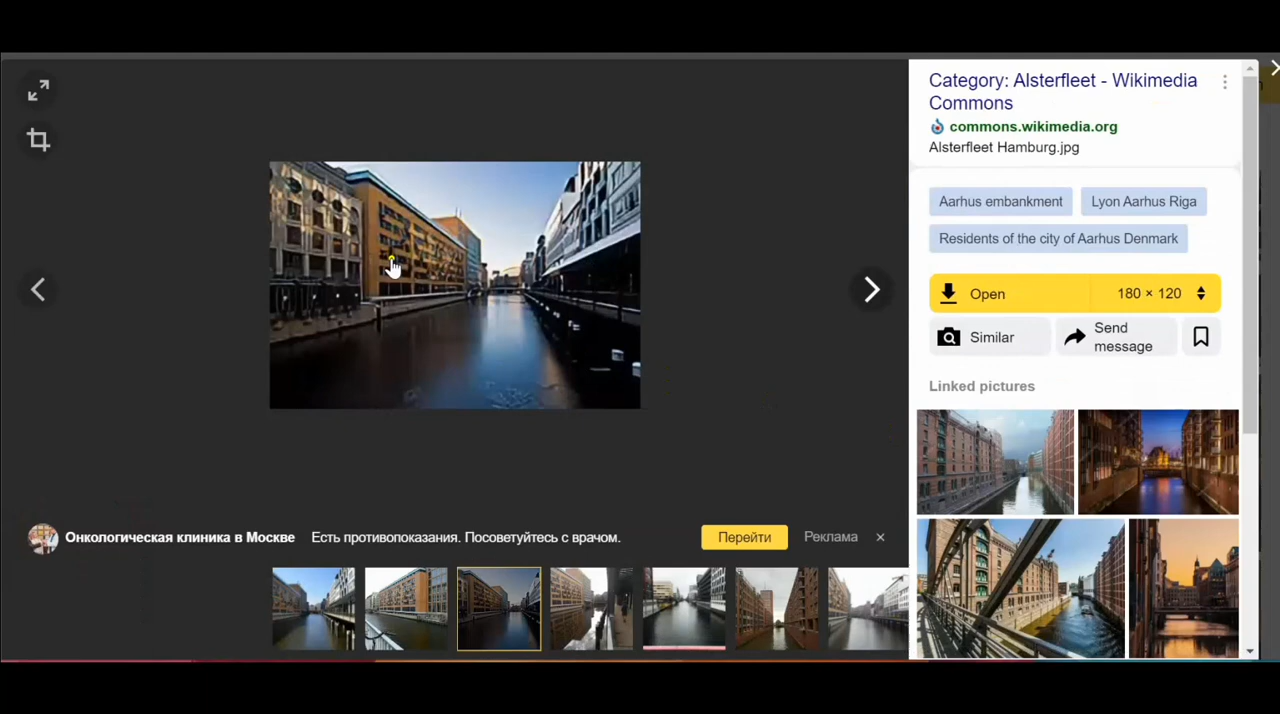 Category: Alsterfleet - Wikimedia
Commons
commons.wikimedia.org
Alsterfleet Hamburg.jpg
Aarhus embankment
Lyon Aarhus Riga
Residents of the city of Aarhus Denmark
Open
180 × 120
Similar
Send
message
Linked pictures
Онкологическая клиника в Москве
Есть противопоказания. Посоветуйтесь с врачом.
Перейти
Реклама